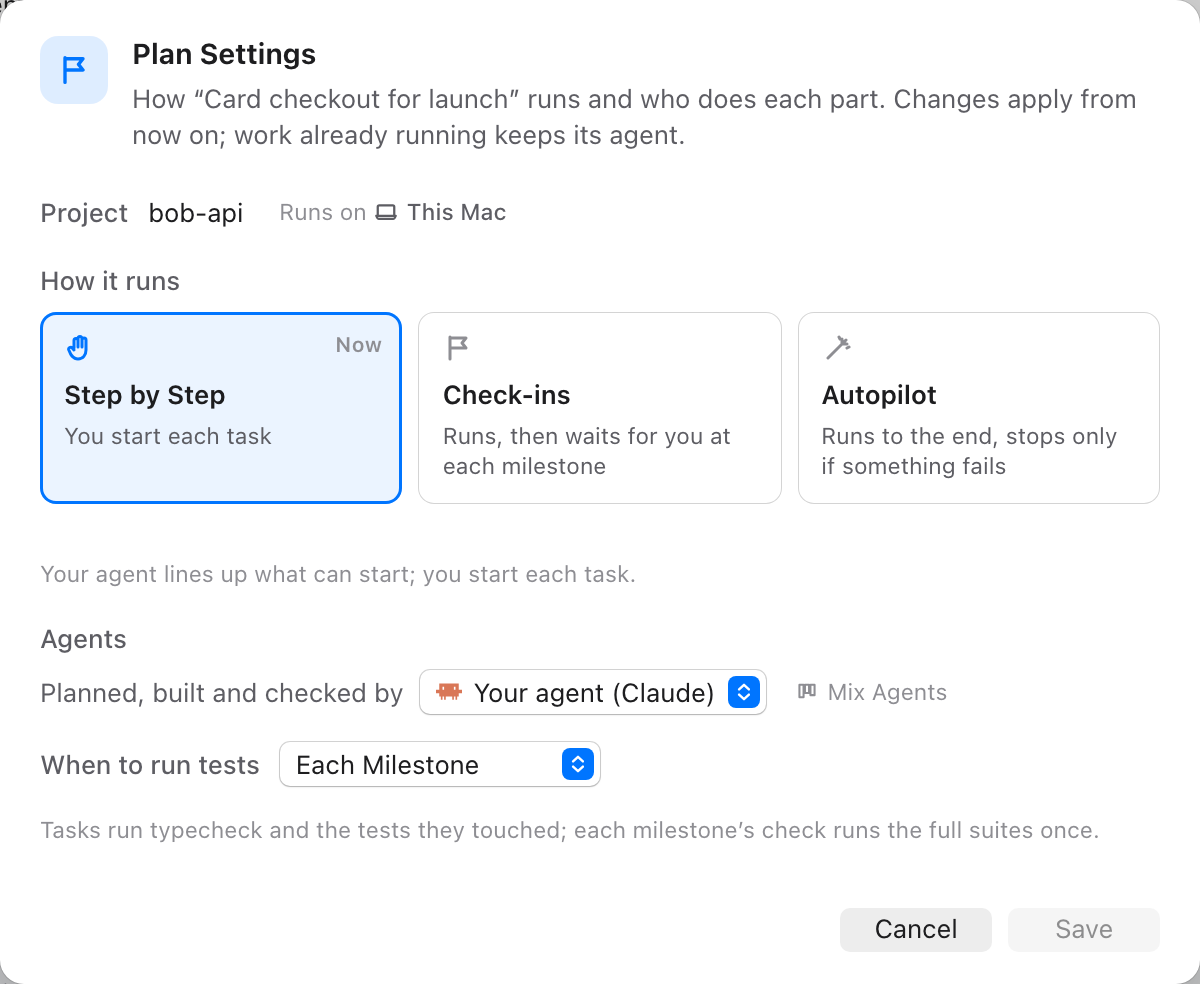 Plan Settings
How “Card checkout for launch” runs and who does each part. Changes apply from
now on; work already running keeps its agent.
Project bob-api Runs on This Mac
How it runs
Now
Step by Step
You start each task
Check-ins
Runs, then waits for you at
each milestone
Autopilot
Runs to the end, stops only
if something fails
Your agent lines up what can start; you start each task.
Agents
Planned, built and checked by Your agent (Claude) Mix Agents
When to run tests Each Milestone
Tasks run typecheck and the tests they touched; each milestone’s check runs the full suites once.
Cancel Save